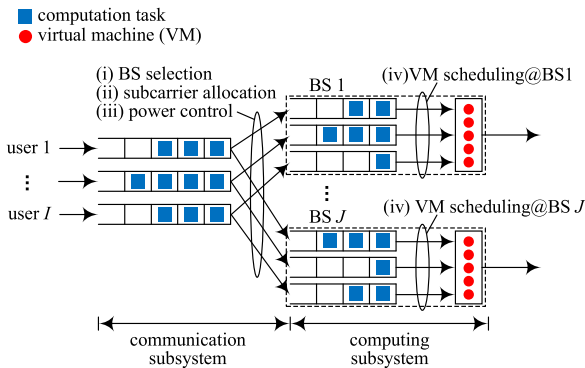 computation task
virtual machine (VM)
(i) BS selection
(ii) subcarrier allocation
(iii) power control
BS 1
(iv)VM scheduling@BS1
user 1
...
user I
...
BS J
(iv) VM scheduling@BS J
communication
subsystem
computing
subsystem